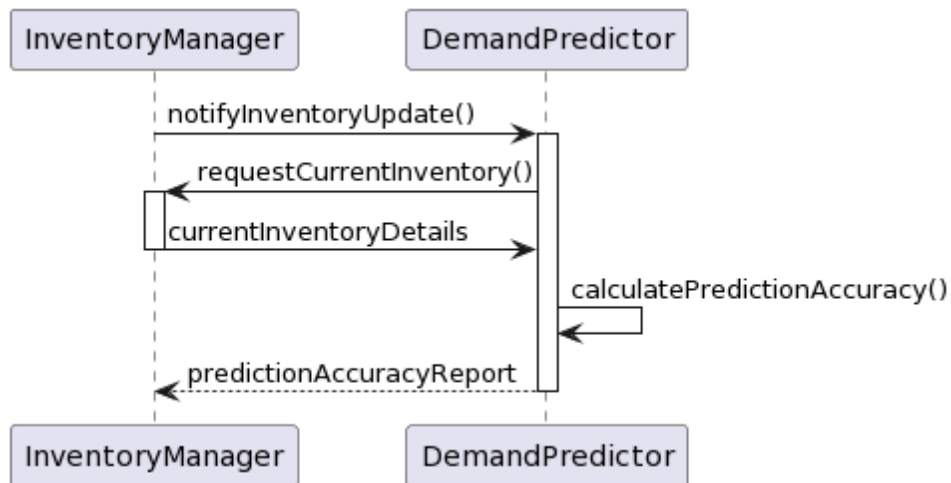 InventoryManager DemandPredictor
notifyInventoryUpdate()
requestCurrentInventory()
currentInventoryDetails
calculatePredictionAccuracy()
predictionAccuracyReport
InventoryManager DemandPredictor